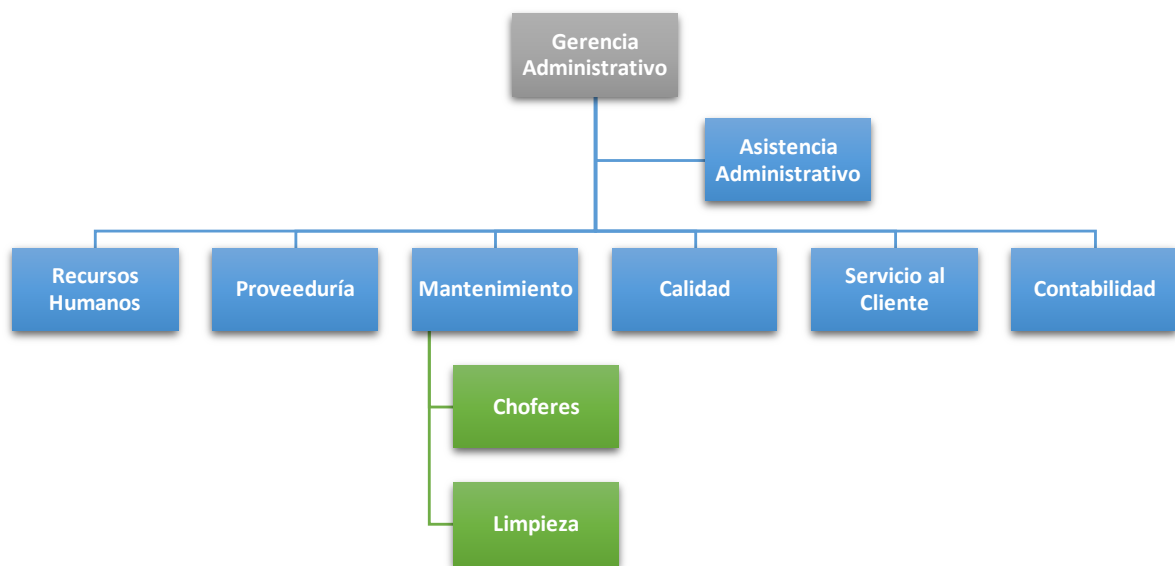 Gerencia
Administrativo
Asistencia
Administrativo
Recursos
Humanos
Proveeduría
Mantenimiento
Calidad
Servicio al
Cliente
Contabilidad
Choferes
Limpieza